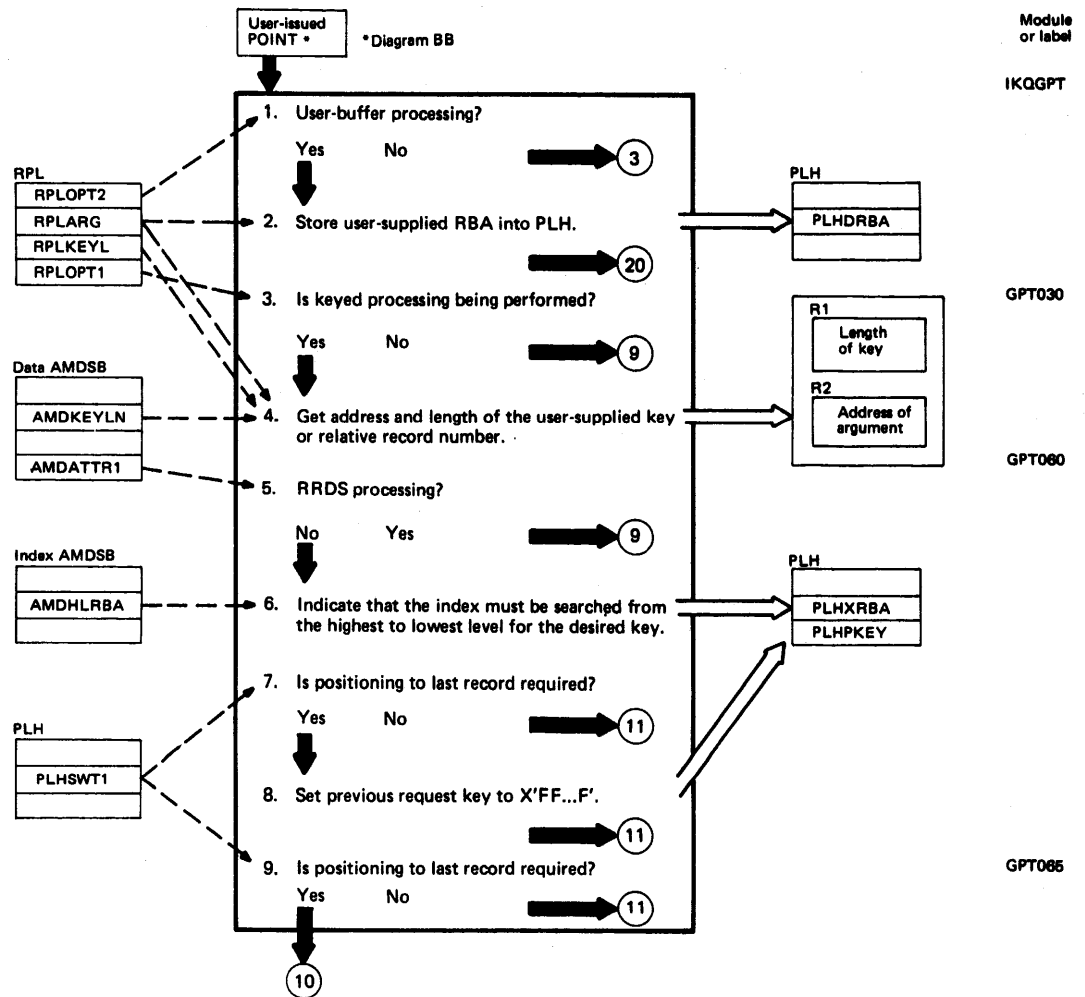 User-issued
POINT *
*Diagram BB
Module
or label
IKQGPT
1. User-buffer processing?
Yes No
3
RPL
RPLOPT2
RPLARG
RPLKEYL
RPLOPT1
2. Store user-supplied RBA into PLH.
20
PLH
PLHDRBA
3. Is keyed processing being performed?
GPT030
Yes No
9
R1
Length
of key
R2
Address of
argument
Data AMDSB
AMDKEYLN
AMDATTR1
4. Get address and length of the user-supplied key
or relative record number.
GPT060
5. RRDS processing?
No Yes
9
Index AMDSB
AMDHLRBA
6. Indicate that the index must be searched from
the highest to lowest level for the desired key.
PLH
PLHXRBA
PLHPKEY
7. Is positioning to last record required?
Yes No
11
PLH
PLHSWT1
8. Set previous request key to X'FF...F'.
11
9. Is positioning to last record required?
GPT065
Yes No
11
10